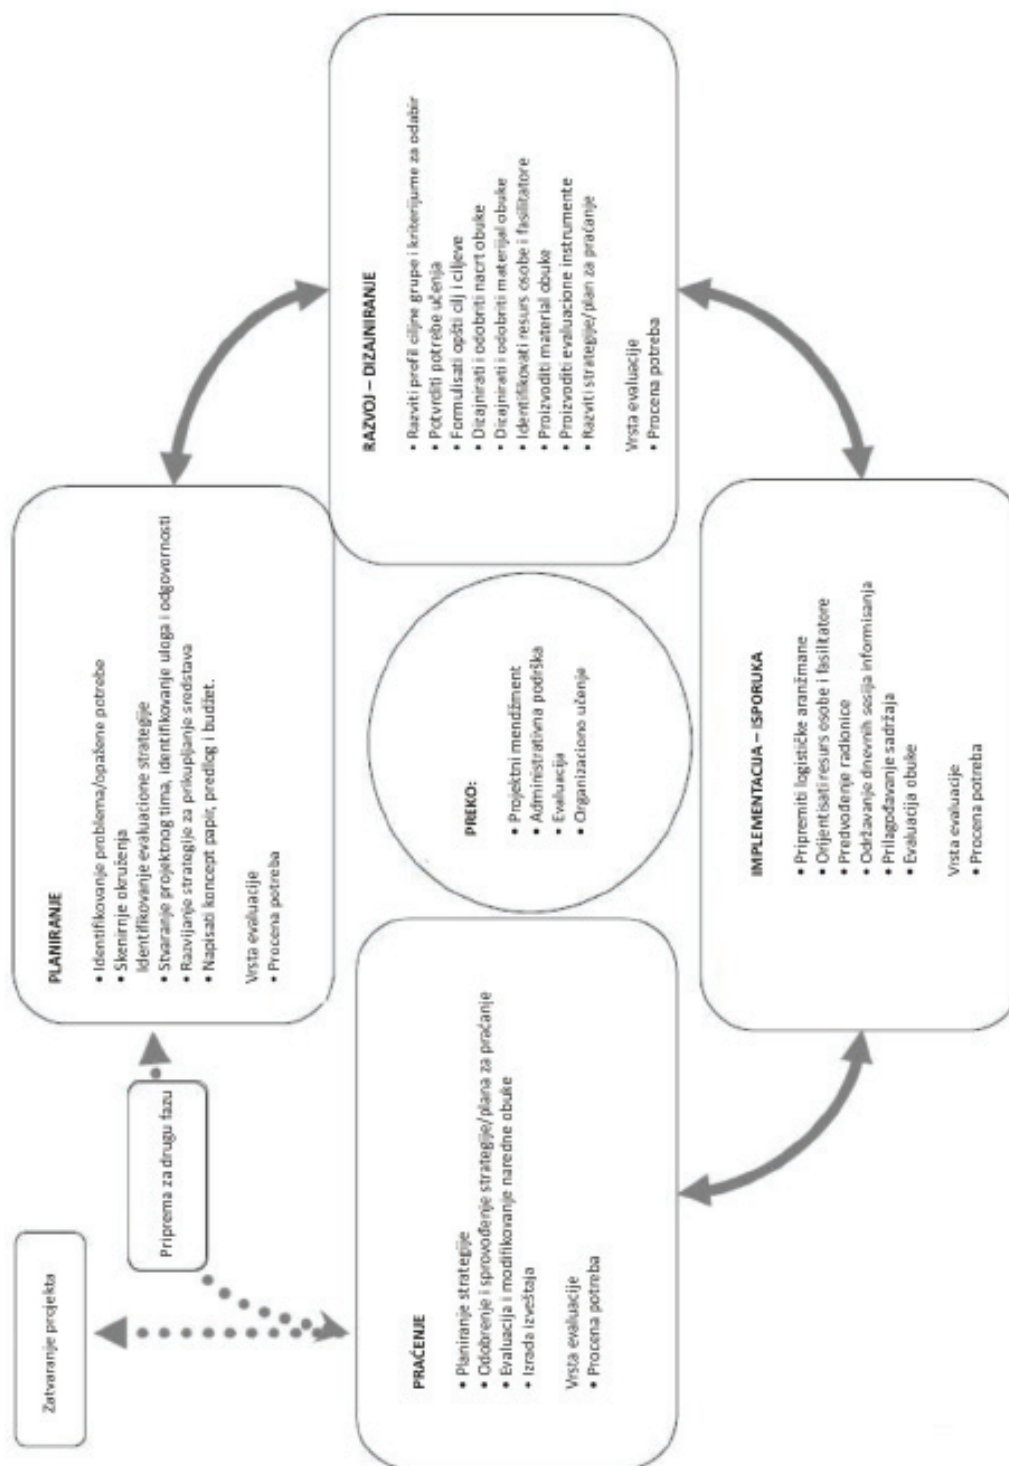 Zatvaranje projekta
Priprema za drugu fazu
PLANIRANJE
• Identifikovanje problema/opažene potrebe
• Skenirnje okruženja
Identifikovanje evaluacione strategije
• Stvaranje projektnog tima, identifikovanje uloga i odgovornosti
• Razvijanje strategije za prikupljanje sredstava
• Napisati koncept papir, predlog i budžet.
Vrsta evaluacije
• Procena potreba
RAZVOJ – DIZAJNIRANJE
• Razviti profil ciljne grupe i kriterijume za odabir
• Potvrditi potrebe učenja
• Formulisati opšti cilj i ciljeve
• Dizajnirati i odobriti nacrt obuke
• Dizajnirati i odobriti materijal obuke
• Identifikovati resurs osobe i fasilitatore
• Proizvoditi material obuke
• Proizvoditi evaluacione instrumente
• Razviti strategije/plan za praćanje
Vrsta evaluacije
• Procena potreba
PREKO:
• Projektni mendžment
• Administrativna podrška
• Evaluacija
• Organizaciono učenje
PRAĆENJE
• Planiranje strategije
• Odobrenje i sprovođenje strategije/plana za praćanje
• Evaluacija i modifikovanje naredne obuke
• Izrada izveštaja
Vrsta evaluacije
• Procena potreba
IMPLEMENTACIJA – ISPORUKA
• Pripremiti logističke aranžmane
• Orijentisati resurs osobe i fasilitatore
• Predvođenje radionice
• Održavanje dnevnih sesija informisanja
• Prilagođavanje sadržaja
• Evaluacija obuke
Vrsta evaluacije
• Procena potreba